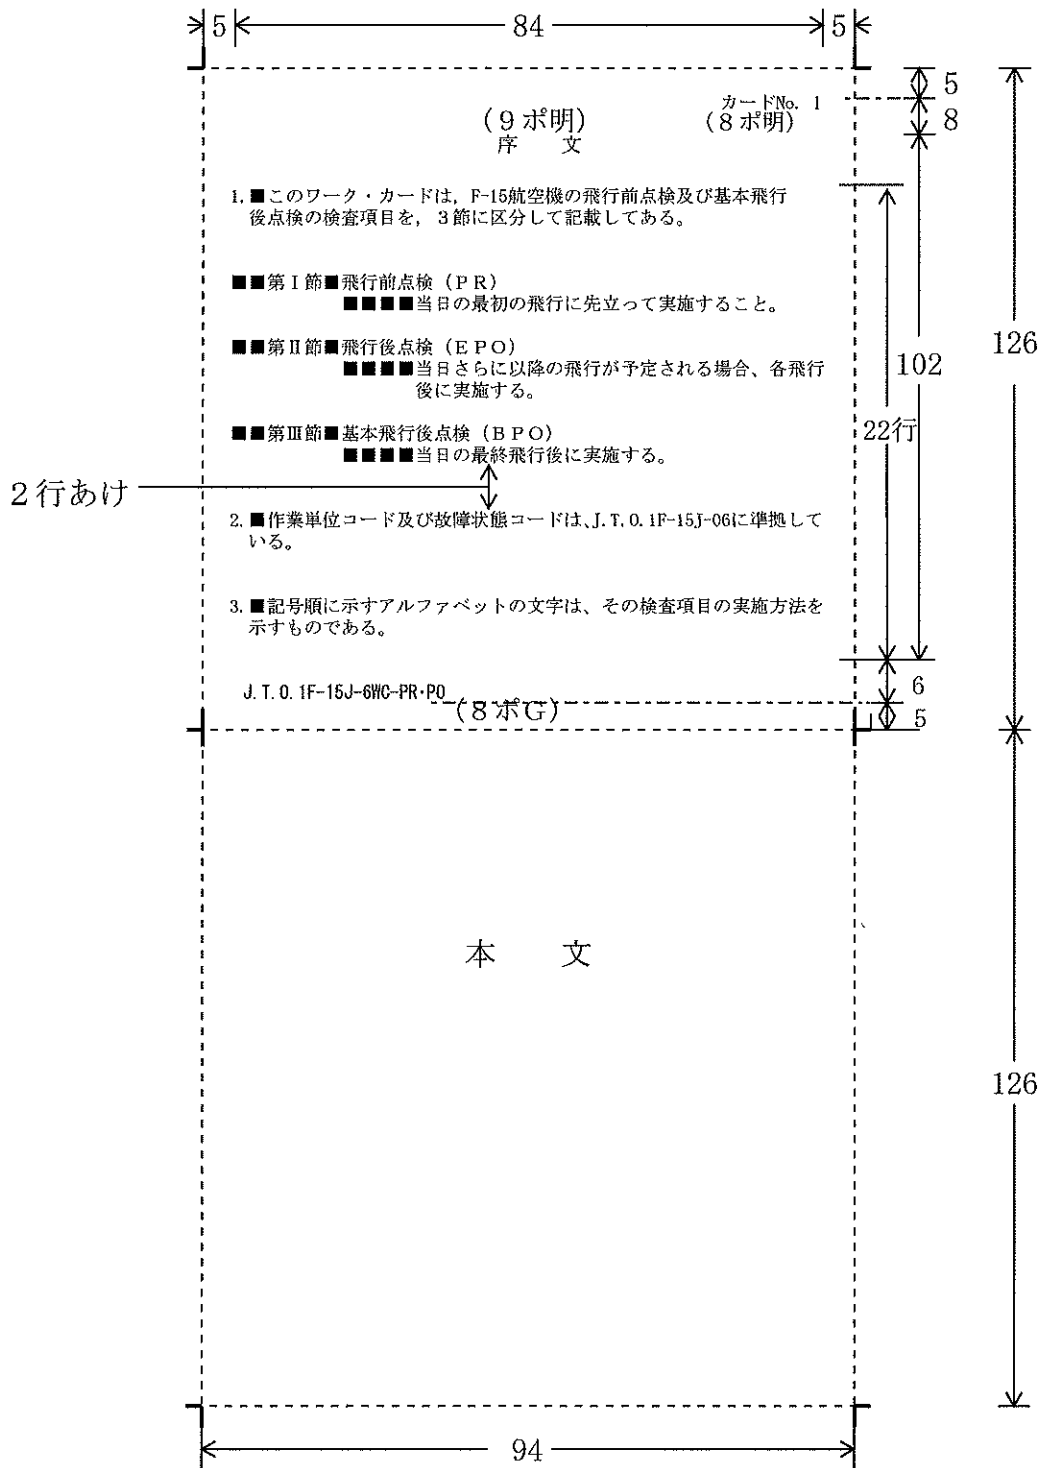 5 84 5
カードNo. 1
5
(9ポ明) (8ポ明)
8
序 文
1. ■このワーク・カードは，F-15航空機の飛行前点検及び基本飛行
後点検の検査項目を，3節に区分して記載してある。
■■第Ⅰ節■飛行前点検（ＰＲ）
■■■■当日の最初の飛行に先立って実施すること。
■■第Ⅱ節■飛行後点検（ＥＰＯ）
126
■■■■当日さらに以降の飛行が予定される場合、各飛行
102
後に実施する。
■■第Ⅲ節■基本飛行後点検（ＢＰＯ）
22行
■■■■当日の最終飛行後に実施する。
２行あけ
2. ■作業単位コード及び故障状態コードは、J.T.O.1F-15J-06に準拠して
いる。
3. ■記号順に示すアルファベットの文字は、その検査項目の実施方法を
示すものである。
6
J.T.O.1F-15J-6WC-PR・PO
(8ポG)
5
本 文
126
94